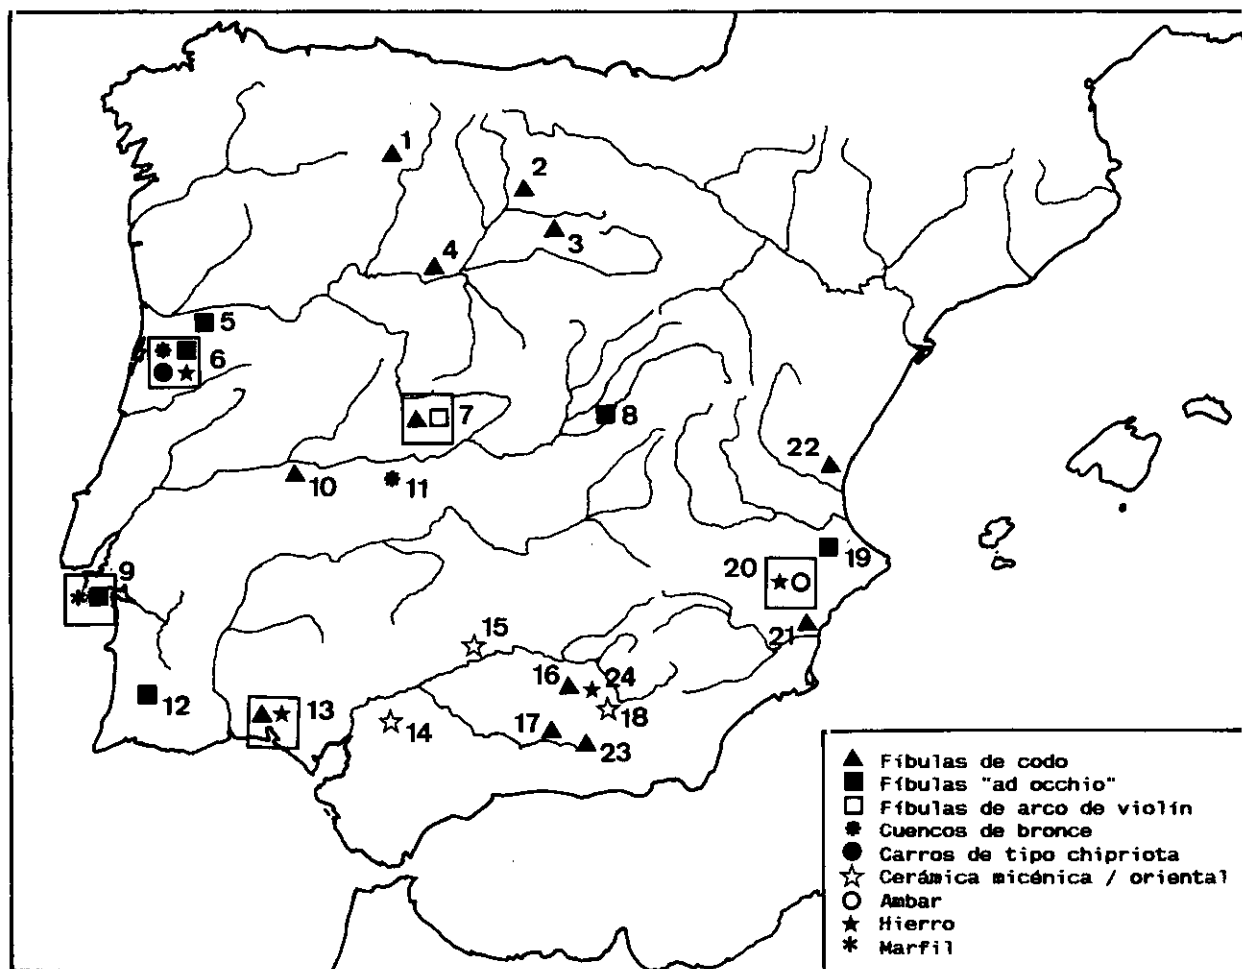 1
2
3
4
5
6
7
8
22
10
11
9
19
20
21
15
16
24
12
13
14
18
17
23
Fíbulas de codo
Fíbulas "ad occhio"
Fíbulas de arco de violín
Cuencos de bronce
Carros de tipo chipriota
Cerámica micénica / oriental
Ambar
Hierro
Marfil